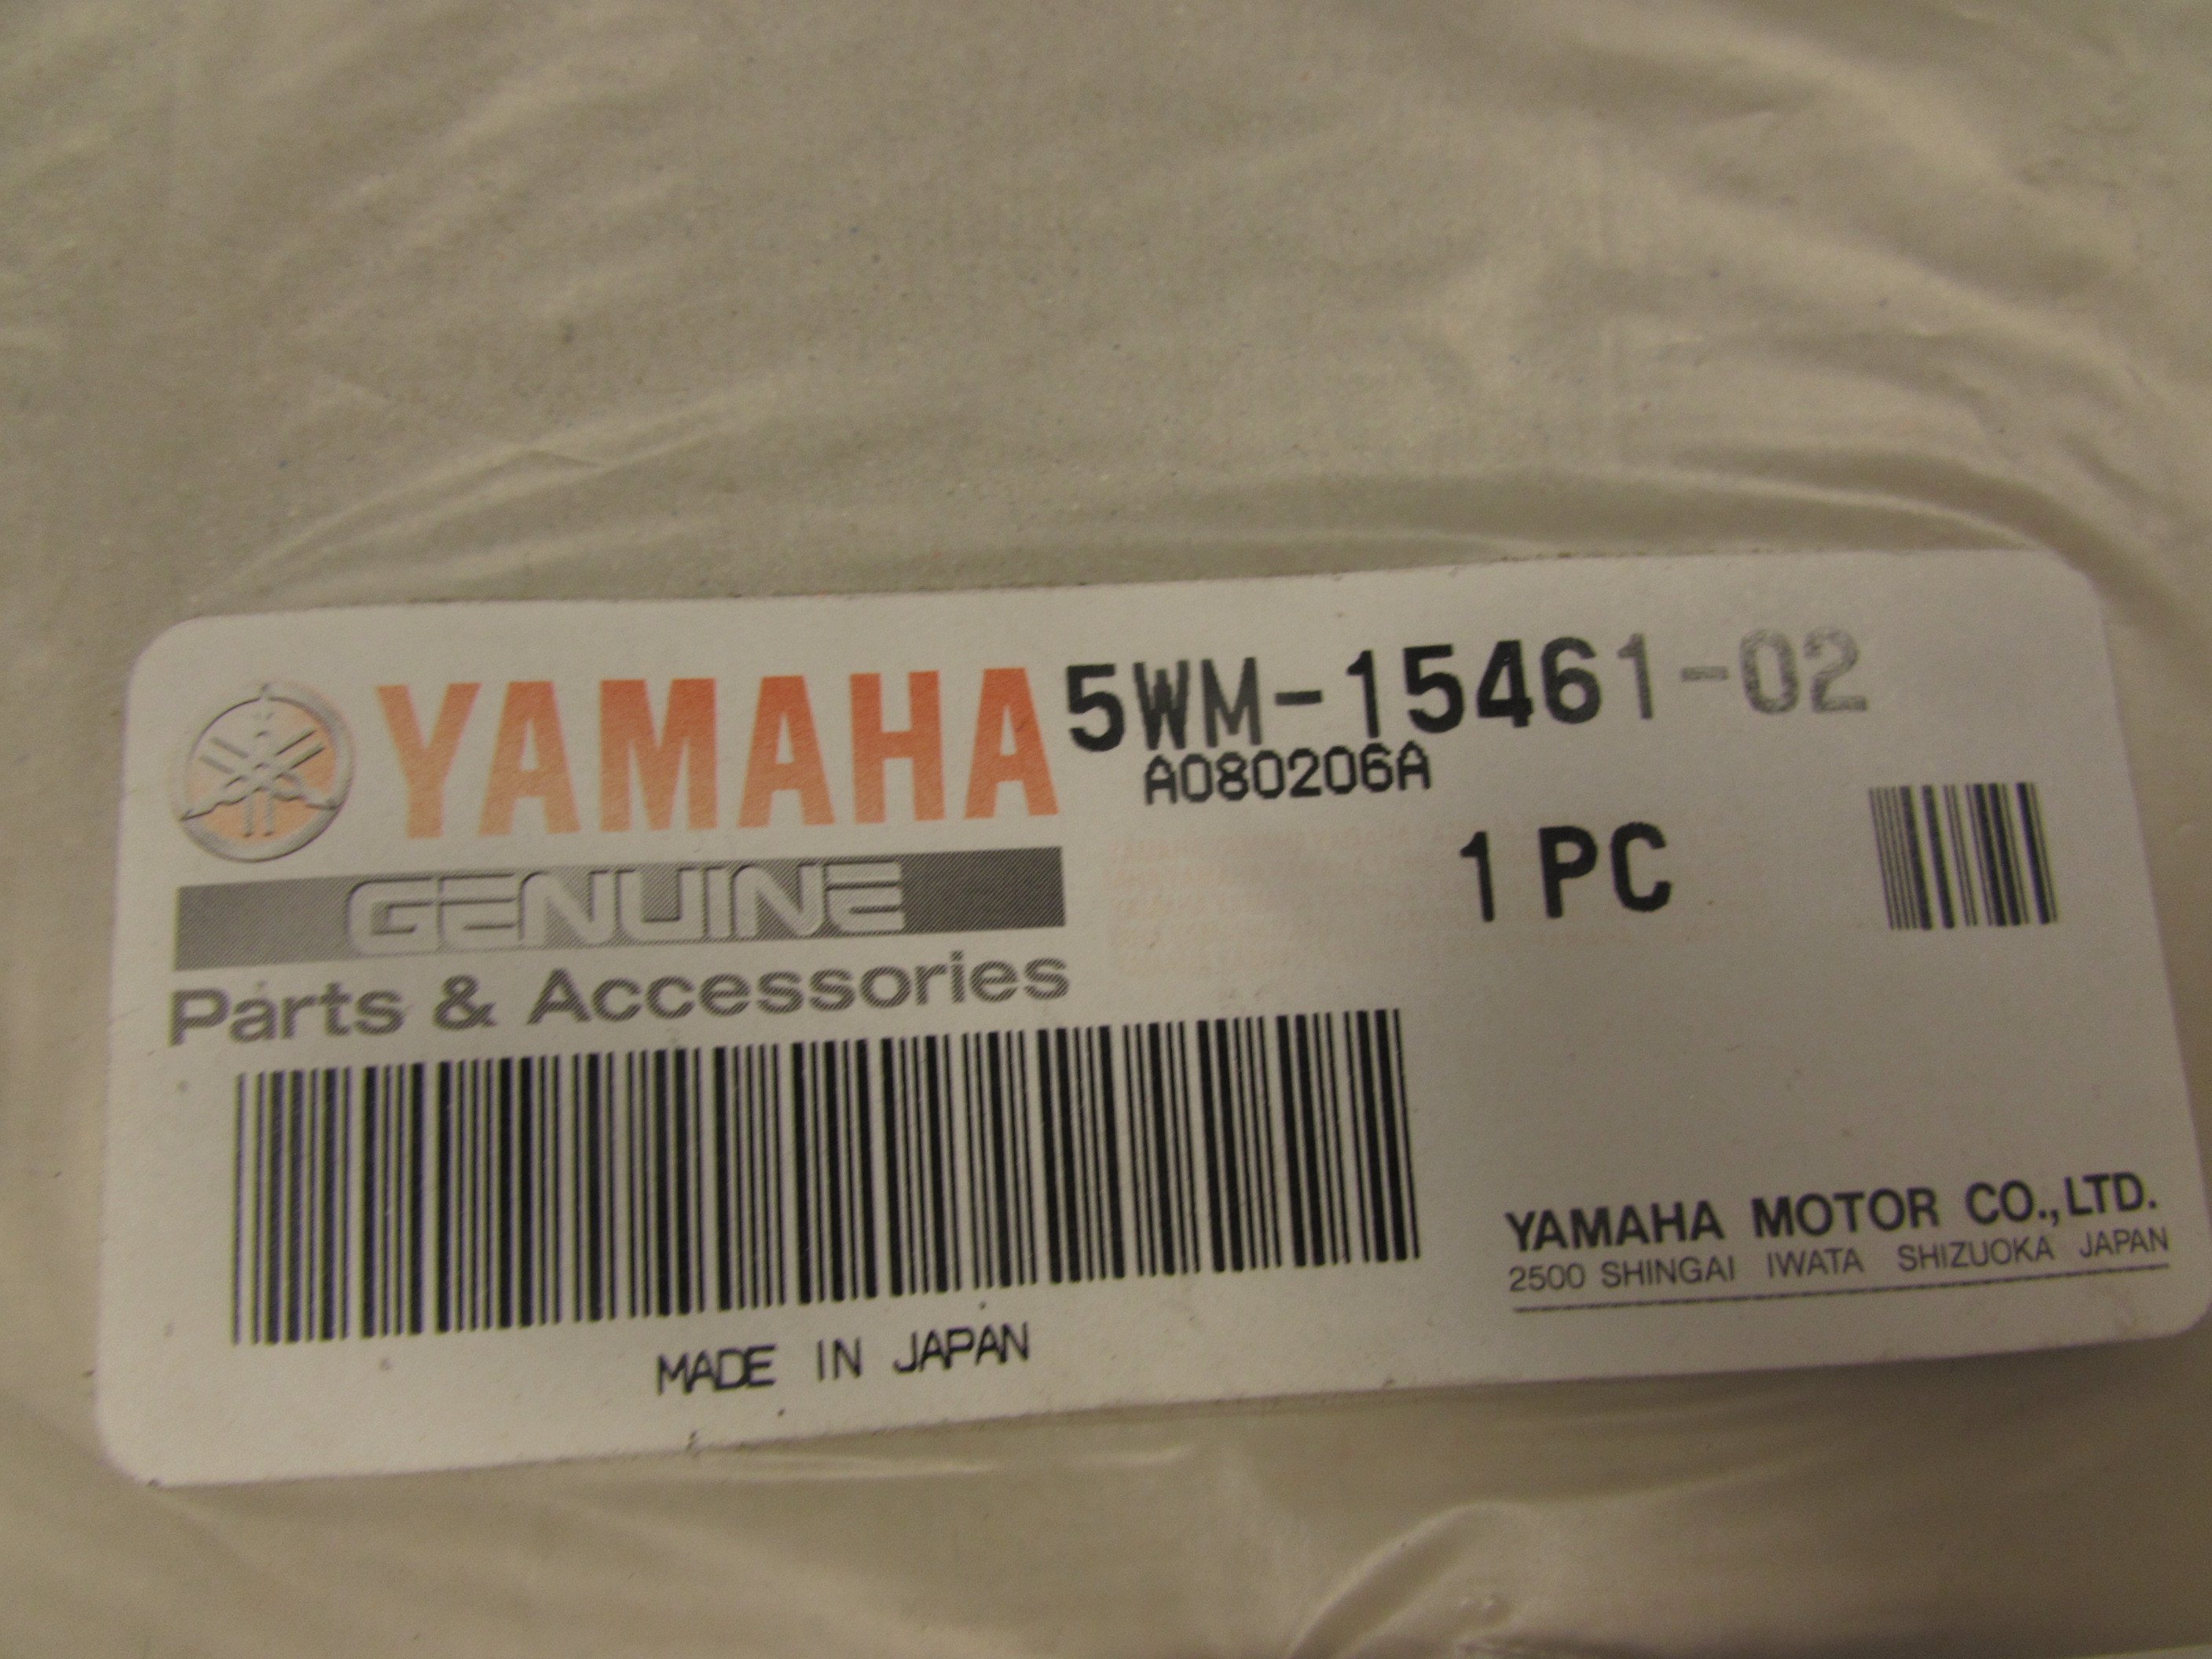 YAMAHA 5WM-15461-02
A080206A
1 PC
GENUINE
Parts & Accessories
YAMAHA MOTOR CO.,LTD.
2500 SHINGAI IWATA SHIZUOKA JAPAN
MADE IN JAPAN